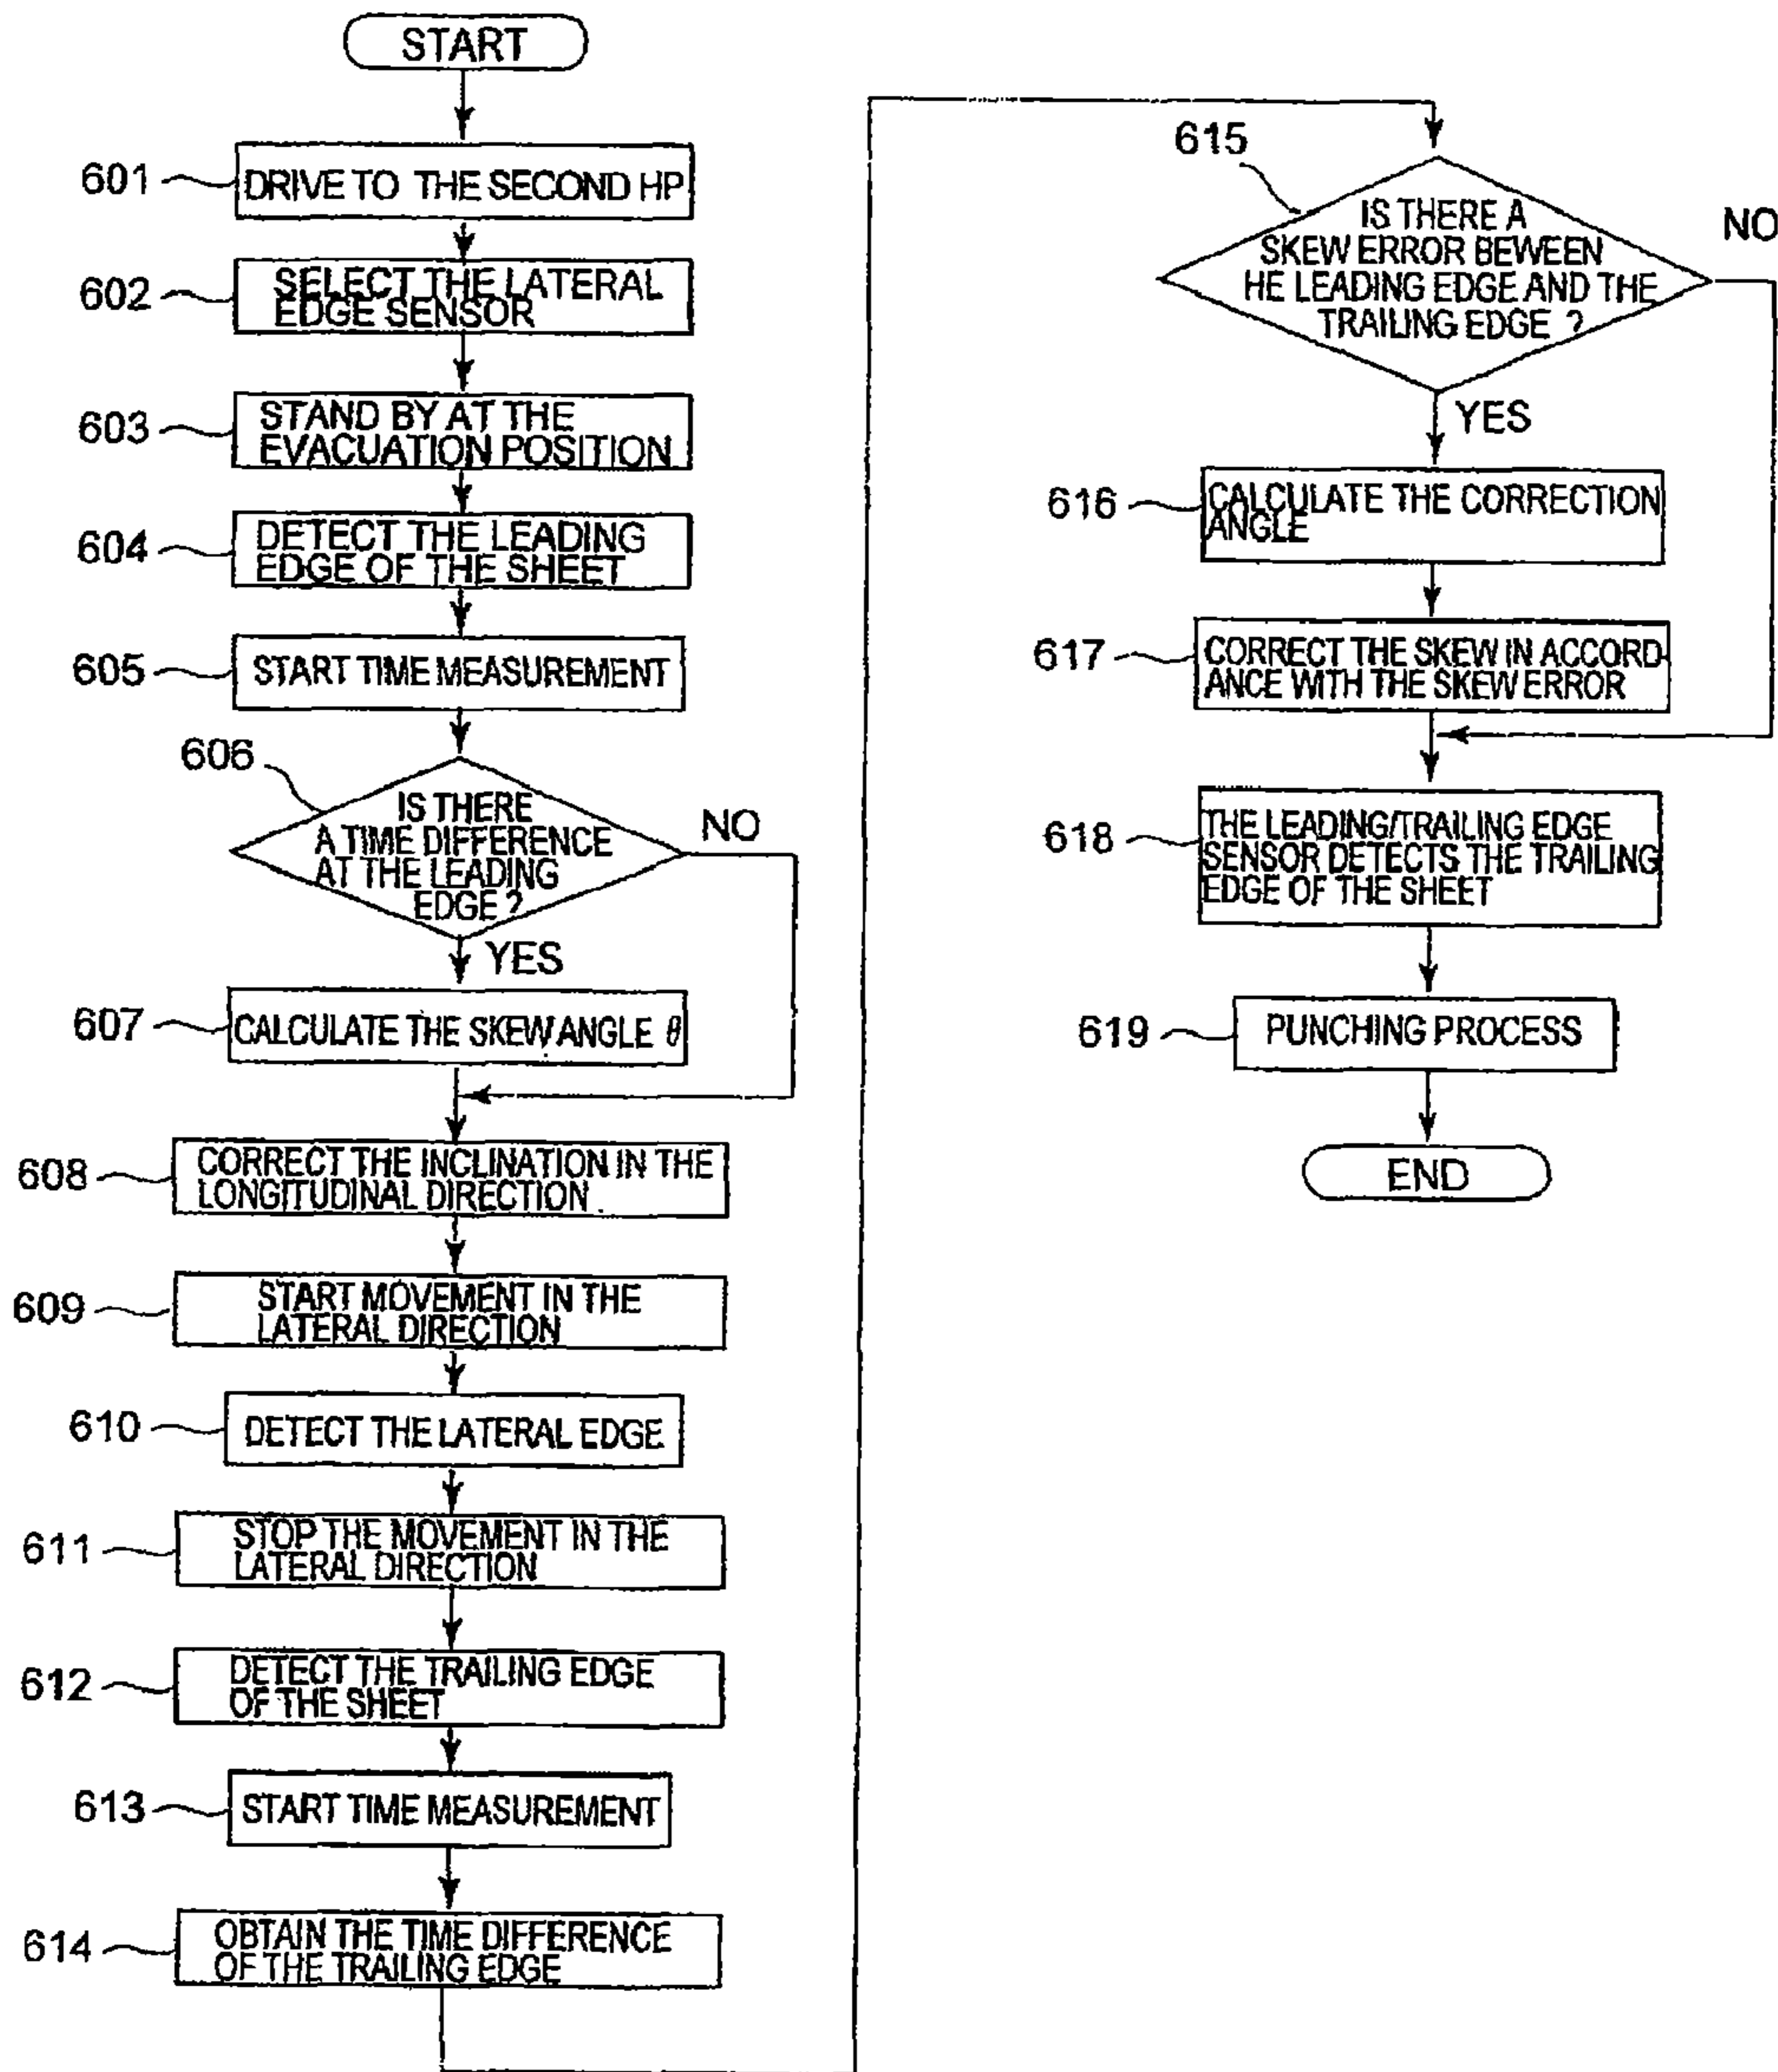 START
601
DRIVE TO THE SECOND HP
602
SELECT THE LATERAL
EDGE SENSOR
603
STAND BY AT THE
EVACUATION POSITION
604
DETECT THE LEADING
EDGE OF THE SHEET
605
START TIME MEASUREMENT
606
IS THERE
A TIME DIFFERENCE
AT THE LEADING
EDGE ?
NO
YES
607
CALCULATE THE SKEW ANGLE θ
608
CORRECT THE INCLINATION IN THE
LONGITUDINAL DIRECTION
609
START MOVEMENT IN THE
LATERAL DIRECTION
610
DETECT THE LATERAL EDGE
611
STOP THE MOVEMENT IN THE
LATERAL DIRECTION
612
DETECT THE TRAILING EDGE
OF THE SHEET
613
START TIME MEASUREMENT
614
OBTAIN THE TIME DIFFERENCE
OF THE TRAILING EDGE
615
IS THERE A
SKEW ERROR BEWEEN
HE LEADING EDGE AND THE
TRAILING EDGE ?
NO
YES
616
CALCULATE THE CORRECTION
ANGLE
617
CORRECT THE SKEW IN ACCORD-
ANCE WITH THE SKEW ERROR
618
THE LEADING/TRAILING EDGE
SENSOR DETECTS THE TRAILING
EDGE OF THE SHEET
619
PUNCHING PROCESS
END